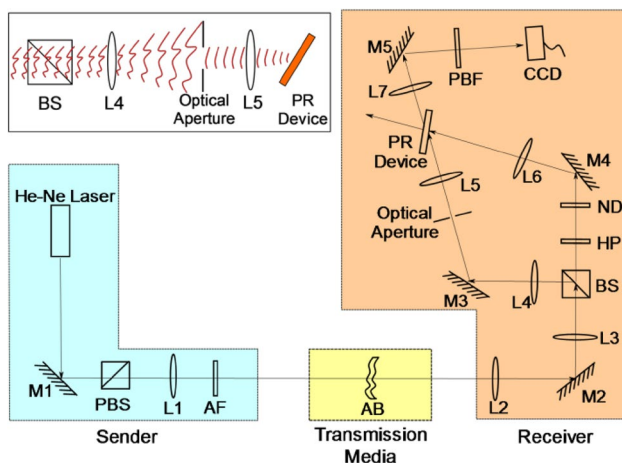 BS
L4
Optical
Aperture
L5
PR
Device
He-Ne Laser
M1
PBS
L1
AF
Sender
AB
Transmission
Media
M5
PBF
CCD
L7
PR
Device
L6
M4
L5
ND
Optical
Aperture
HP
M3
L4
BS
L3
L2
M2
Receiver